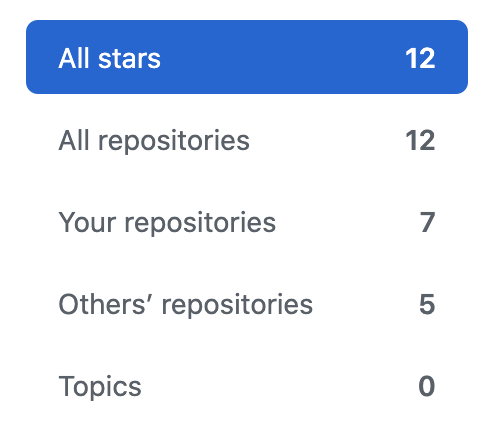 All stars 12
All repositories 12
Your repositories 7
Others’ repositories 5
Topics 0